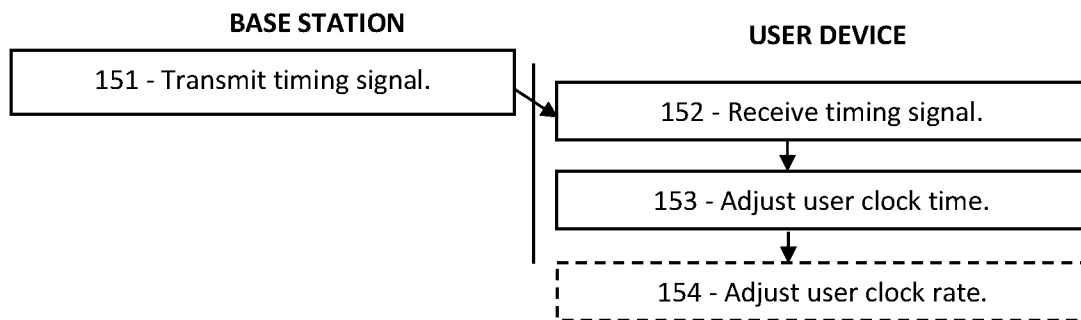 BASE STATION
USER DEVICE
151 - Transmit timing signal.
152 - Receive timing signal.
153 - Adjust user clock time.
154 - Adjust user clock rate.